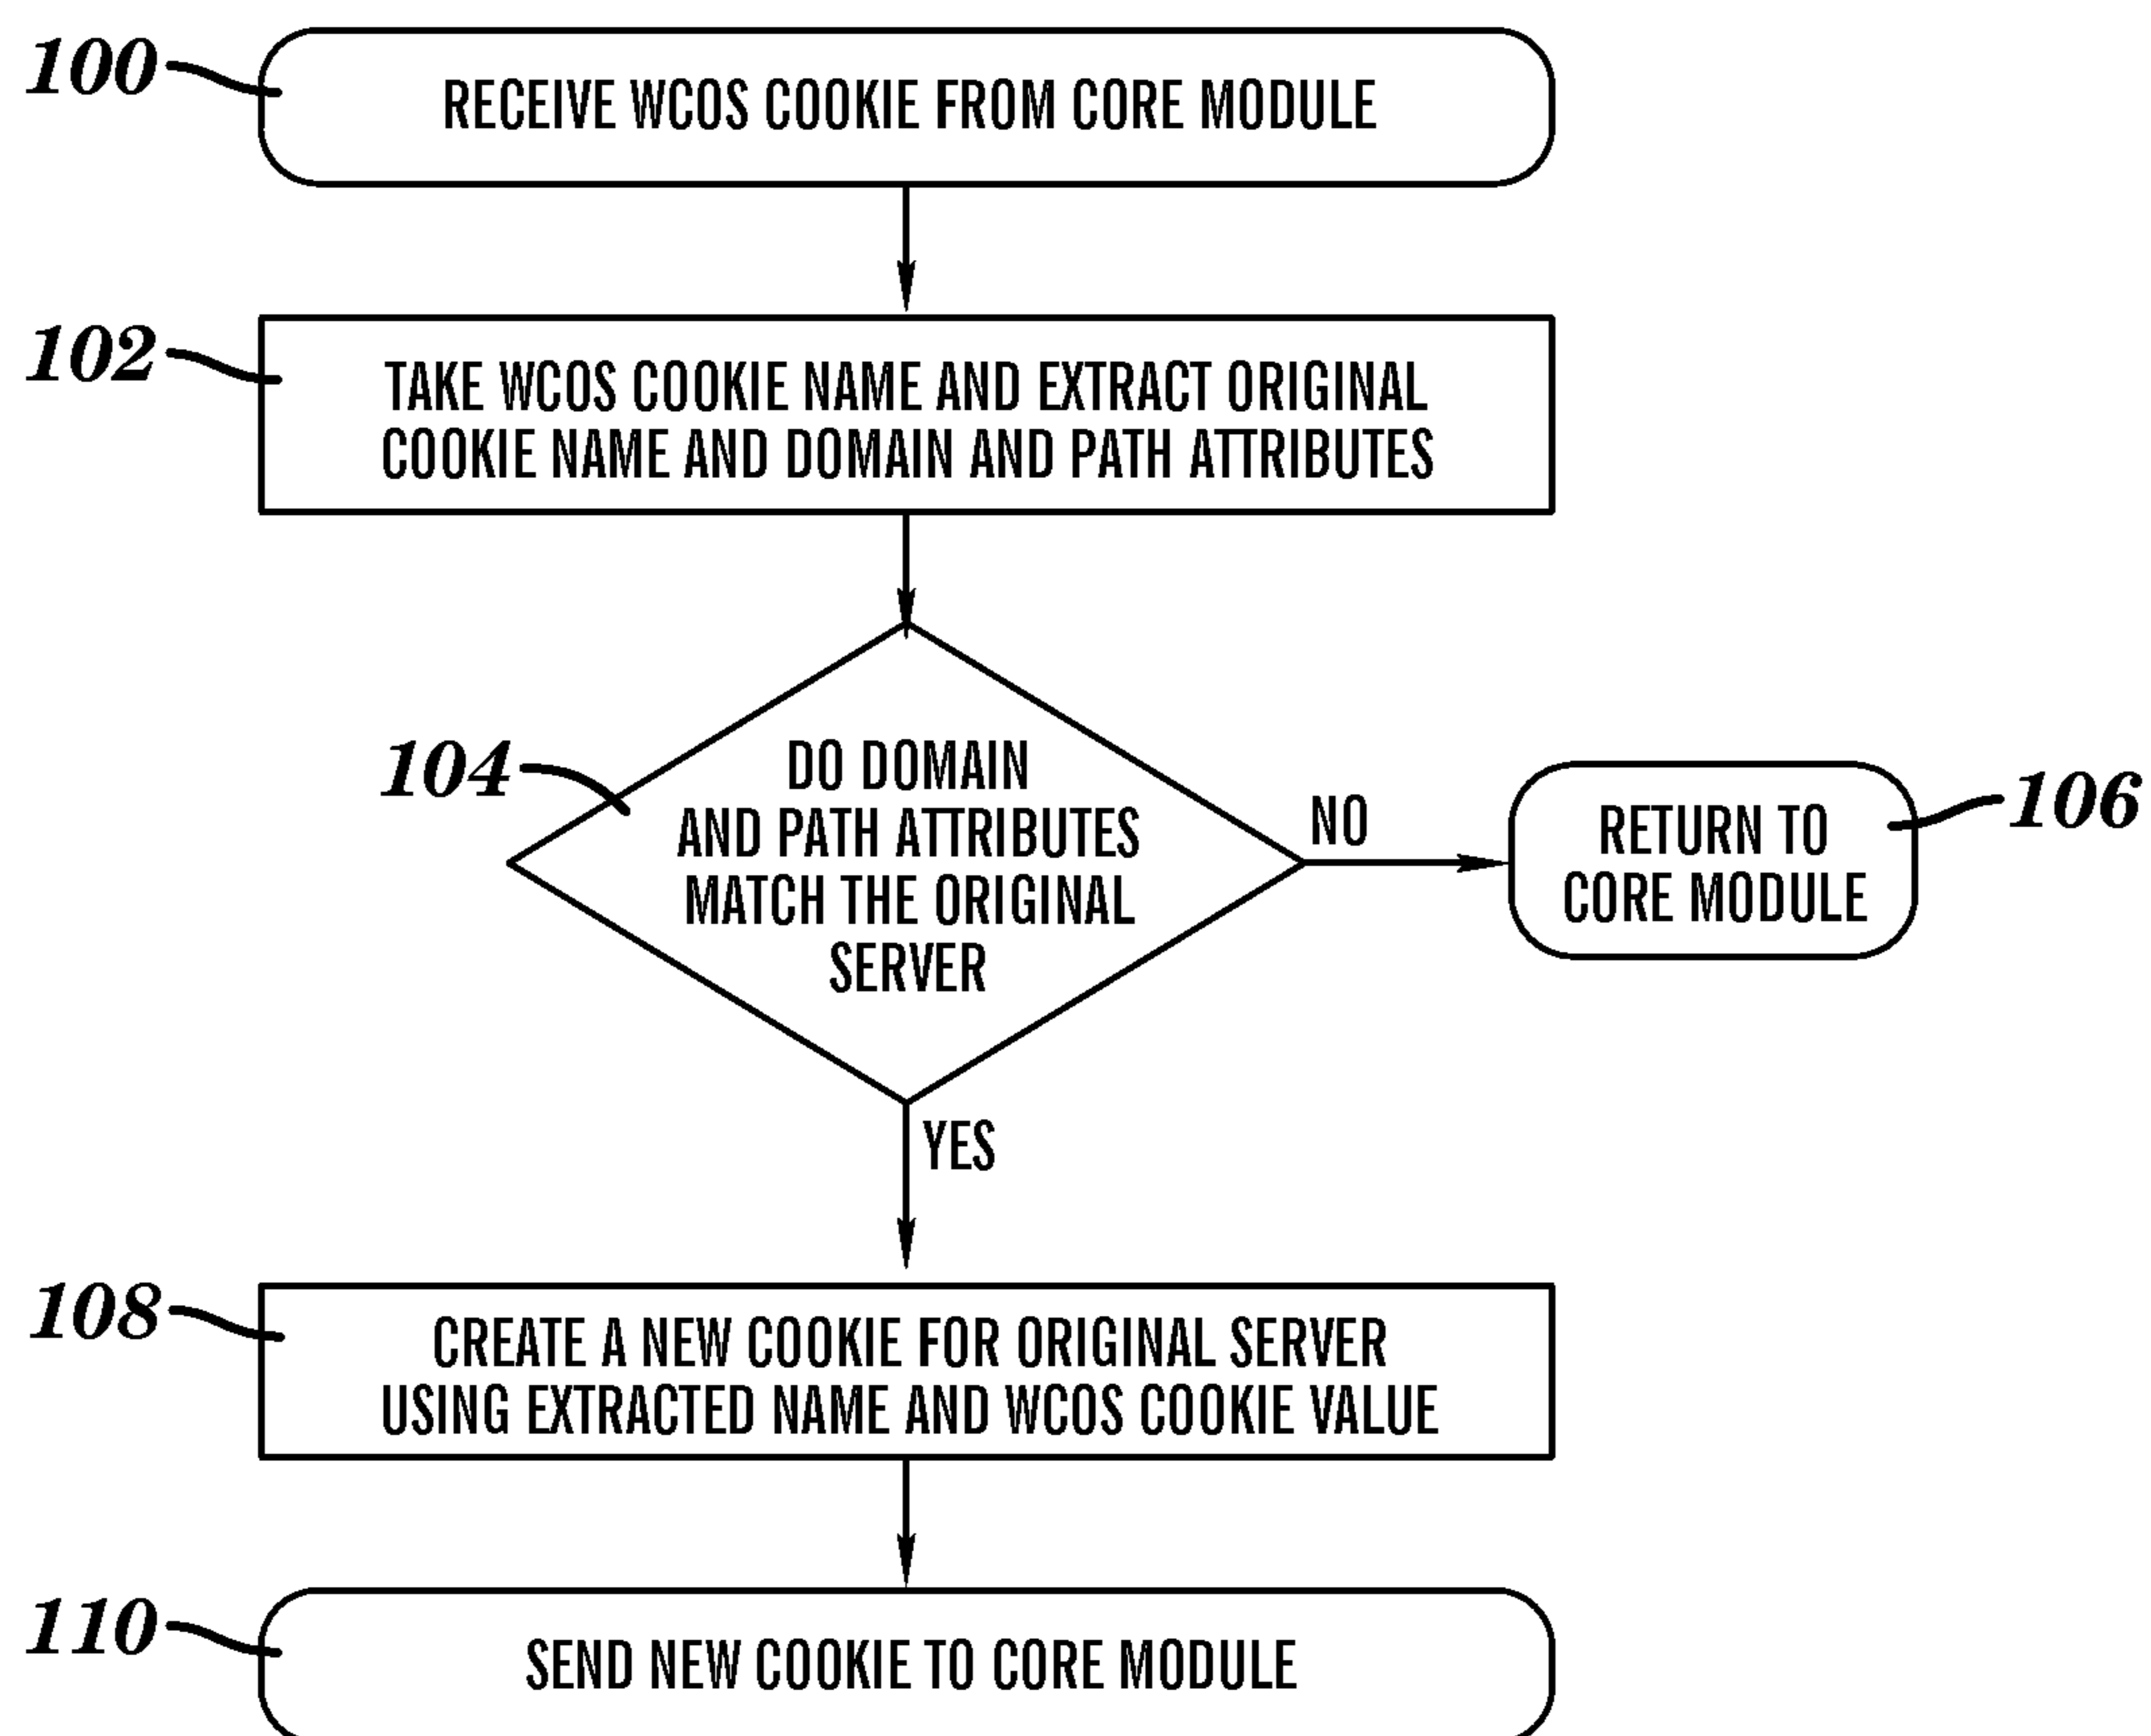 100
RECEIVE WCOS COOKIE FROM CORE MODULE
102
TAKE WCOS COOKIE NAME AND EXTRACT ORIGINAL
COOKIE NAME AND DOMAIN AND PATH ATTRIBUTES
104
DO DOMAIN
AND PATH ATTRIBUTES
MATCH THE ORIGINAL
SERVER
NO
RETURN TO
CORE MODULE
106
YES
108
CREATE A NEW COOKIE FOR ORIGINAL SERVER
USING EXTRACTED NAME AND WCOS COOKIE VALUE
110
SEND NEW COOKIE TO CORE MODULE